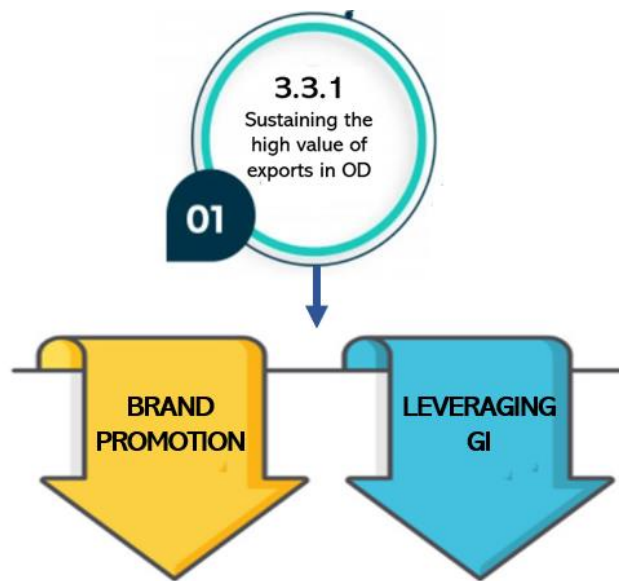 3.3.1
Sustaining the
high value of
exports in OD
01
BRAND
PROMOTION
LEVERAGING
GI